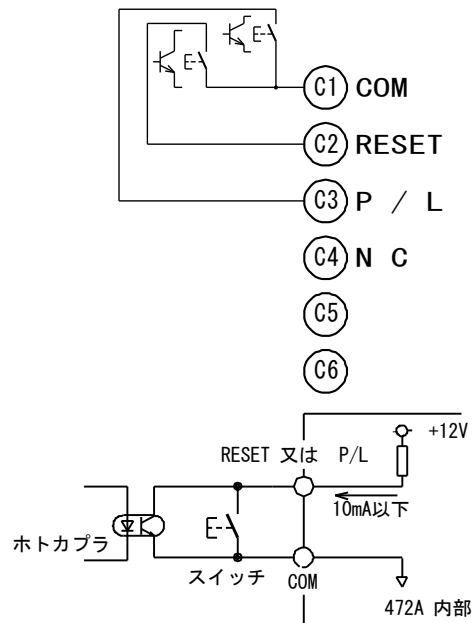 C1 COM
C2 RESET
C3 P / L
C4 N C
C5
C6
+12V
RESET 又は P/L
10mA以下
ホトカプラ
スイッチ
COM
472A 内部